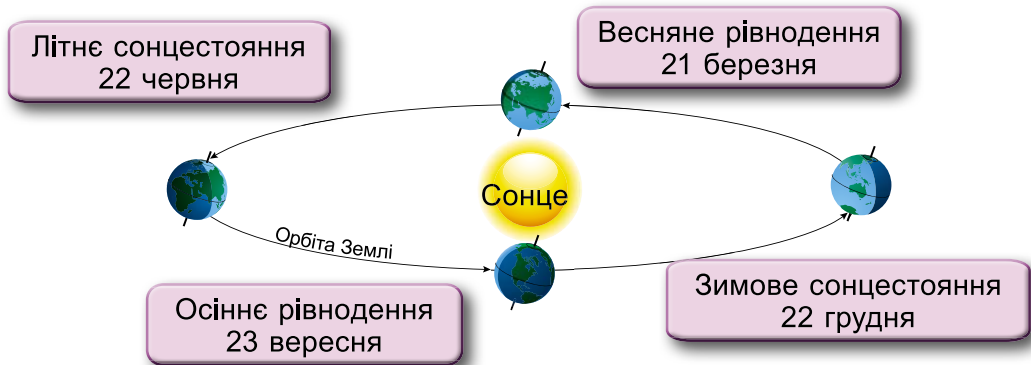 Літнє сонцестояння
22 червня
Весняне рівнодення
21 березня
Сонце
Орбіта Землі
Осіннє рівнодення
23 вересня
Зимове сонцестояння
22 грудня